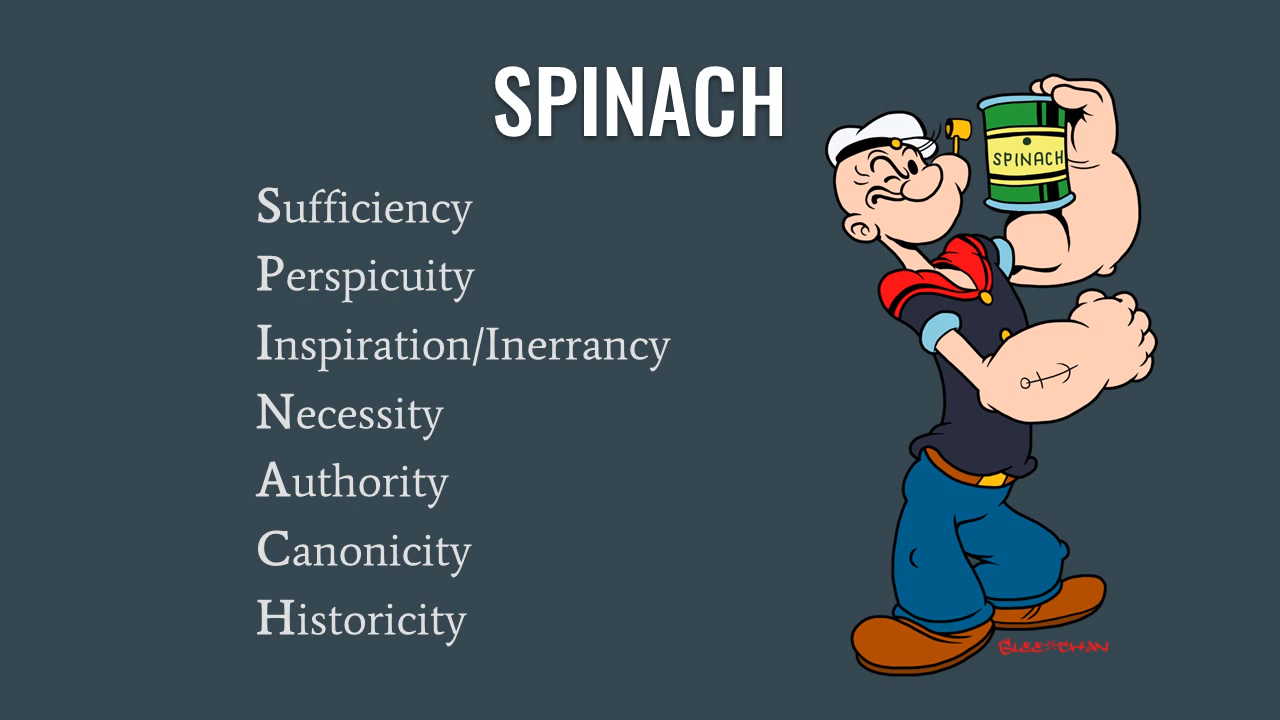 SPINACH
Sufficiency
Perspicuity
Inspiration/Inerrancy
Necessity
Authority
Canonicity
Historicity
SPINACH